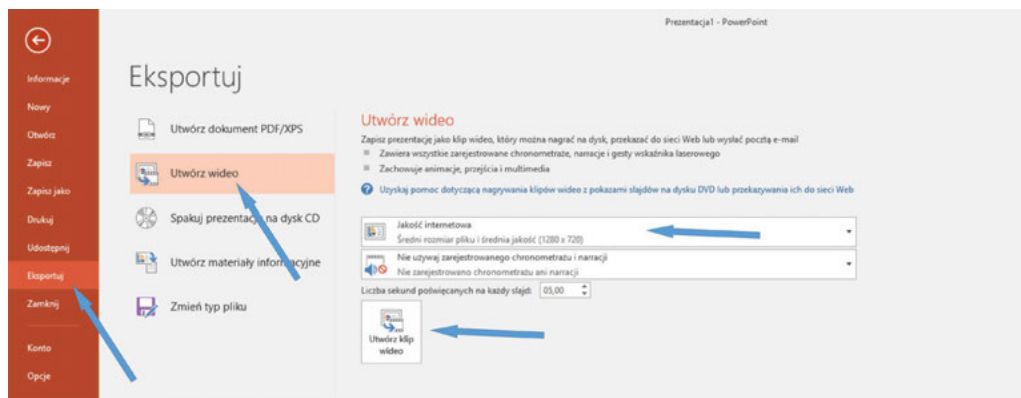 Prezentacja1 - PowerPoint
Informacje
Nowy
Otwórz
Zapisz
Zapisz jako
Drukuj
Udostępnij
Eksportuj
Zamknij
Konto
Opcje
Eksportuj
Utwórz dokument PDF/XPS
Utwórz wideo
Spakuj prezentację na dysk CD
Utwórz materiały informacyjne
Zmień typ pliku
Utwórz wideo
Zapisz prezentację jako klip wideo, który można nagrać na dysk, przekazać do sieci Web lub wysłać pocztą e-mail
Zawiera wszystkie zarejestrowane chronometraże, narracje i gesty wskaźnika laserowego
Zachowuje animacje, przejścia i multimedia
Uzyskaj pomoc dotyczącą nagrywania klipów wideo z pokazami slajdów na dysku DVD lub przekazywania ich do sieci Web
Jakość internetowa
Średni rozmiar pliku i średnia jakość (1280 x 720)
Nie używaj zarejestrowanego chronometrażu i narracji
Nie zarejestrowano chronometrażu ani narracji
Liczba sekund poświęcanych na każdy slajd: 05,00
Utwórz klip
wideo